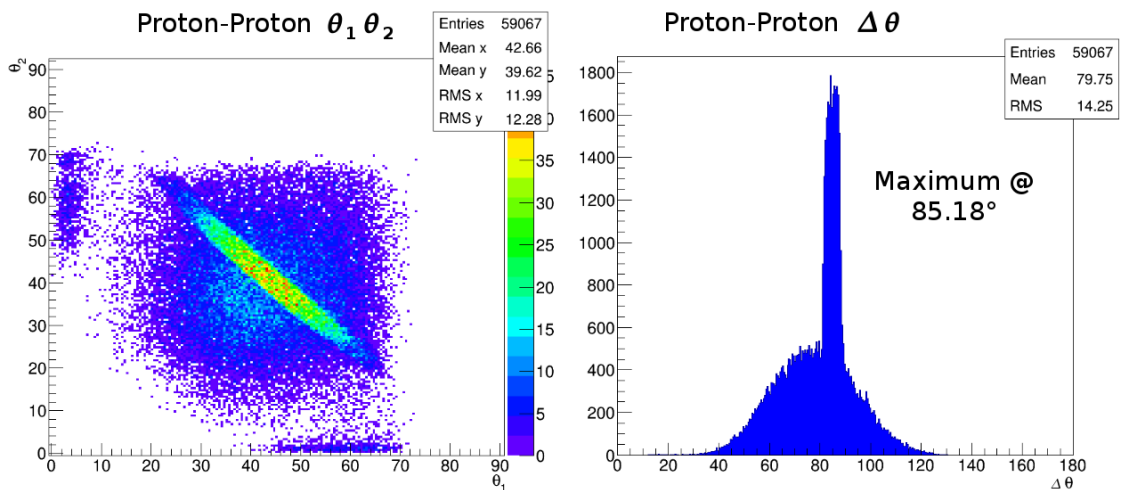 Proton-Proton θ₁ θ₂
Entries 59067
Mean x 42.66
Mean y 39.62
RMS x 11.99
RMS y 12.28
θ₂
90
80
70
60
50
40
30
20
10
0
0 10 20 30 40 50 60 70 80 90
θ₁
35
30
25
20
15
10
5
0
Proton-Proton Δθ
Entries 59067
Mean 79.75
RMS 14.25
1800
1600
1400
1200
1000
800
600
400
200
0
Maximum @
85.18°
0 20 40 60 80 100 120 140 160 180
Δ θ